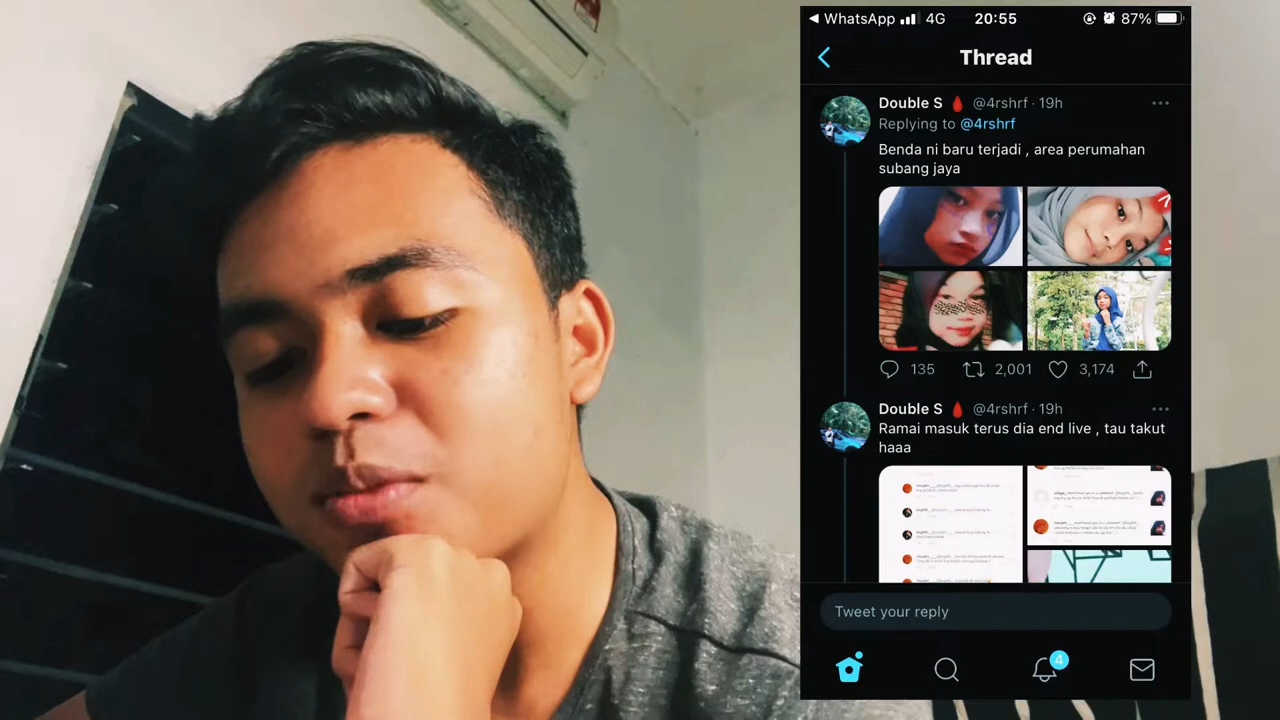 WhatsApp 4G 20:55 87%
Thread
Double S @4rshrf · 19h
Replying to @4rshrf
Benda ni baru terjadi , area perumahan
subang jaya
135 2,001 3,174
Double S @4rshrf · 19h
Ramai masuk terus dia end live , tau takut
haaa
Tweet your reply
4